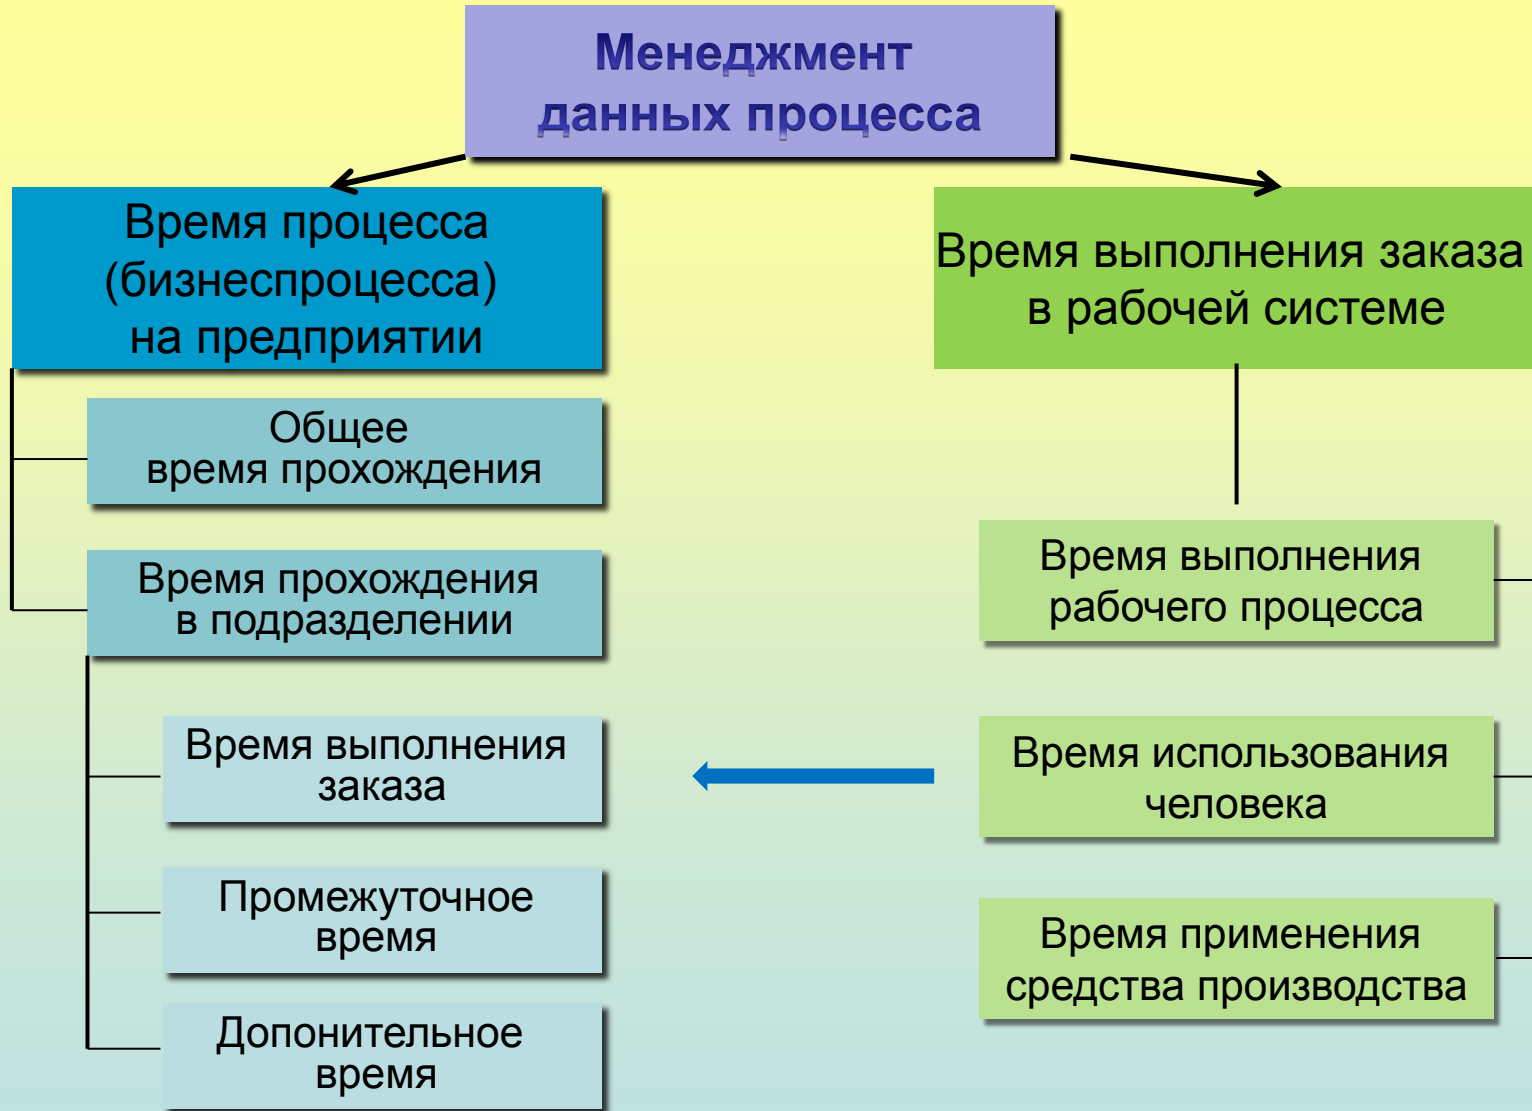 Менеджмент
данных процесса
Время процесса
(бизнеспроцесса)
на предприятии
Общее
время прохождения
Время прохождения
в подразделении
Время выполнения
заказа
Промежуточное
время
Допонительное
время
Время выполнения заказа
в рабочей системе
Время выполнения
рабочего процесса
Время использования
человека
Время применения
средства производства